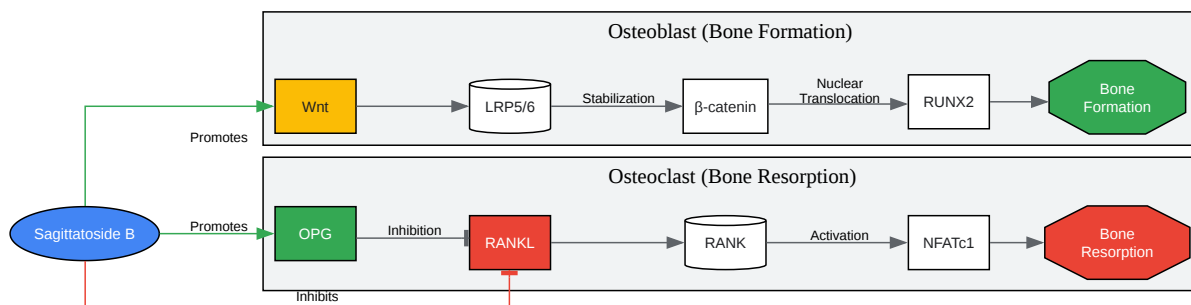 Osteoblast (Bone Formation)
Wnt
LRP5/6
Stabilization
β-catenin
Nuclear
Translocation
RUNX2
Bone
Formation
Promotes
Osteoclast (Bone Resorption)
Sagittatoside B
Promotes
OPG
Inhibition
RANKL
RANK
Activation
NFATc1
Bone
Resorption
Inhibits